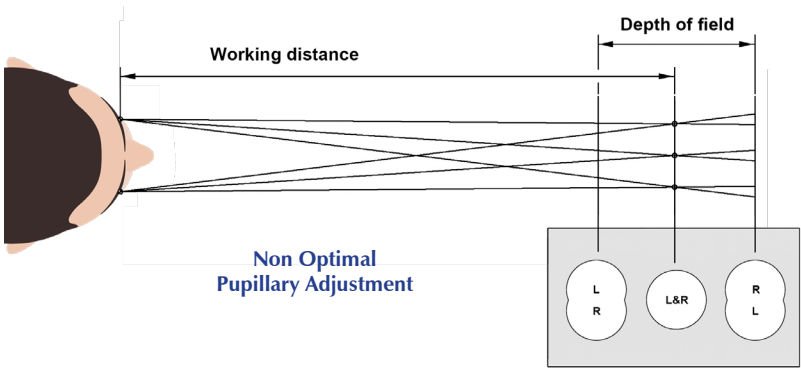 Depth of field
Working distance
Non Optimal
Pupillary Adjustment
L
R
L&R
R
L